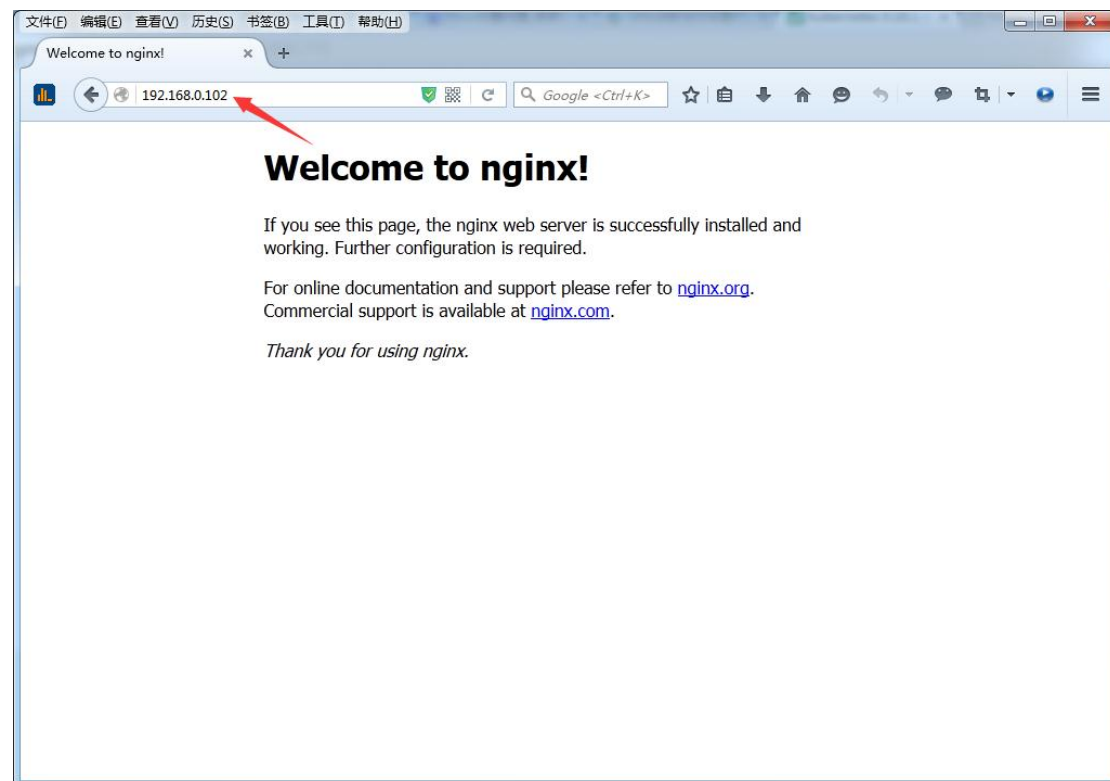 文件(F) 编辑(E) 查看(V) 历史(S) 书签(B) 工具(T) 帮助(H)
Welcome to nginx!
192.168.0.102
Google <Ctrl+K>
Welcome to nginx!
If you see this page, the nginx web server is successfully installed and
working. Further configuration is required.
For online documentation and support please refer to nginx.org.
Commercial support is available at nginx.com.
Thank you for using nginx.